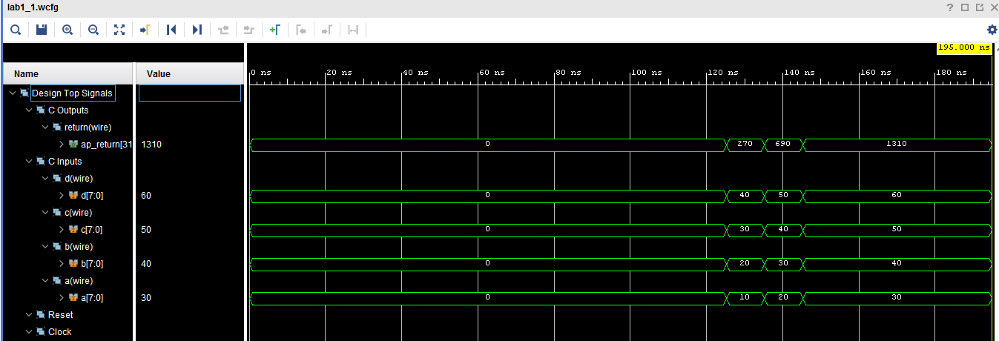 lab1_1.wcfg
195.000 ns
Name Value
0 ns 20 ns 40 ns 60 ns 80 ns 100 ns 120 ns 140 ns 160 ns 180 ns
Design Top Signals
C Outputs
return(wire)
ap_return[31 1310 0 270 690 1310
C Inputs
d(wire)
d[7:0] 60 0 40 50 60
c(wire)
c[7:0] 50 0 30 40 50
b(wire)
b[7:0] 40 0 20 30 40
a(wire)
a[7:0] 30 0 10 20 30
Reset
Clock